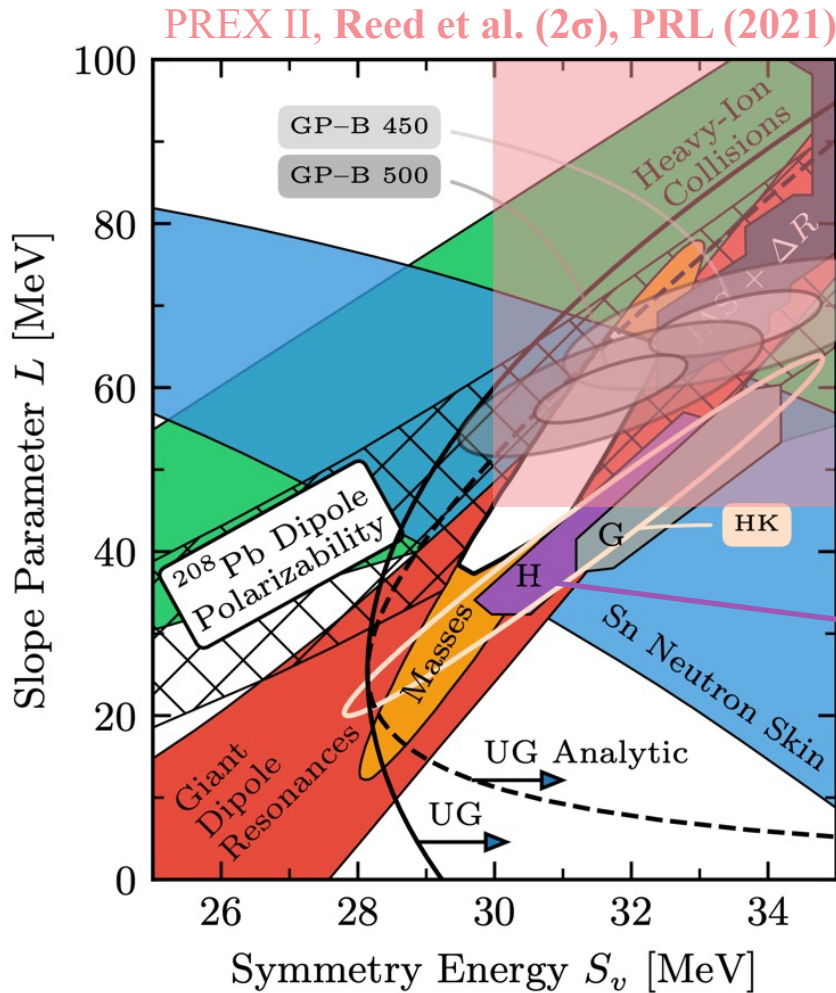 PREX II, Reed et al. (2σ), PRL (2021)
100
80
60
40
20
0
Slope Parameter L [MeV]
GP–B 450
GP–B 500
Heavy-Ion
Collisions
IAS × ΔR
²⁰⁸Pb Dipole
Polarizability
HK
G
H
Masses
Sn Neutron Skin
Giant
Dipole
Resonances
UG Analytic
UG
26
28
30
32
34
Symmetry Energy Sᵥ [MeV]